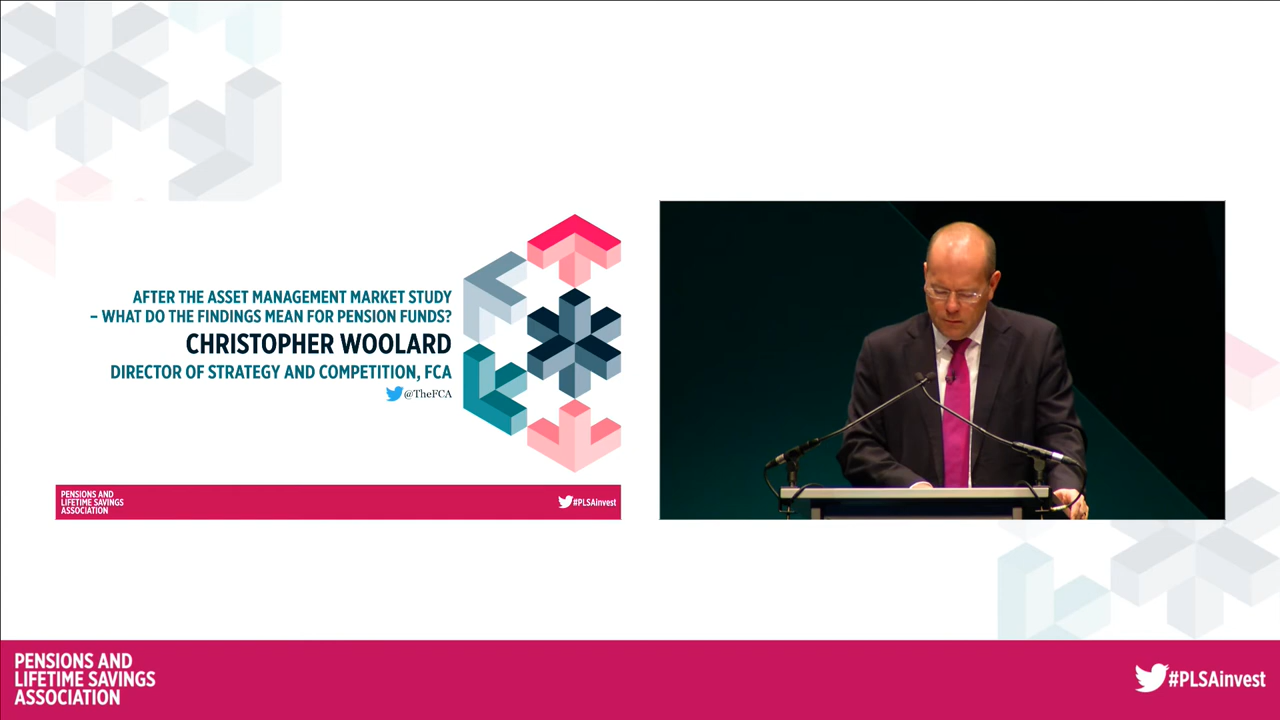 AFTER THE ASSET MANAGEMENT MARKET STUDY
– WHAT DO THE FINDINGS MEAN FOR PENSION FUNDS?
CHRISTOPHER WOOLARD
DIRECTOR OF STRATEGY AND COMPETITION, FCA
@TheFCA
PENSIONS AND
LIFETIME SAVINGS
ASSOCIATION
#PLSAinvest
PENSIONS AND
LIFETIME SAVINGS
ASSOCIATION
#PLSAinvest